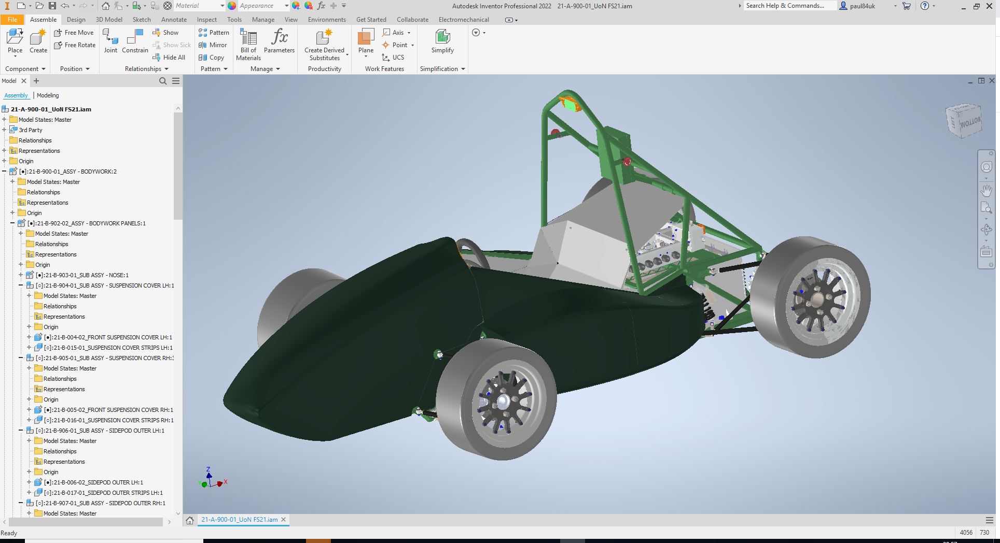 Material
Appearance
fx
Autodesk Inventor Professional 2022 21-A-900-01_UoN FS21.iam
Search Help & Commands...
paul84uk
File Assemble Design 3D Model Sketch Annotate Inspect Tools Manage View Environments Get Started Collaborate Electromechanical
Place
Create
Free Move
Free Rotate
Joint
Constrain
Show
Show Sick
Hide All
Pattern
Mirror
Copy
Bill of
Materials
fx
Parameters
Create Derived
Substitutes
Plane
Axis
Point
UCS
Simplify
Component Position Relationships Pattern Manage Productivity Work Features Simplification
Model
Assembly | Modeling
21-A-900-01_UoN FS21.iam
Model States: Master
3rd Party
Relationships
Representations
Origin
[●]:21-B-900-01_ASSY - BODYWORK:2
Model States: Master
Relationships
Representations
Origin
[●]:21-B-902-02_ASSY - BODYWORK PANELS:1
Model States: Master
Relationships
Representations
Origin
[●]:21-B-903-01_SUB ASSY - NOSE:1
[○]:21-B-904-01_SUB ASSY - SUSPENSION COVER LH:1
Model States: Master
Relationships
Representations
Origin
[●]:21-B-004-02_FRONT SUSPENSION COVER LH:1
[○]:21-B-015-01_SUSPENSION COVER STRIPS LH:1
[○]:21-B-905-01_SUB ASSY - SUSPENSION COVER RH:3
Model States: Master
Relationships
Representations
Origin
[●]:21-B-005-02_FRONT SUSPENSION COVER RH:1
[○]:21-B-016-01_SUSPENSION COVER STRIPS RH:1
[○]:21-B-906-01_SUB ASSY - SIDEPOD OUTER LH:1
Model States: Master
Relationships
Representations
Origin
[●]:21-B-006-02_SIDEPOD OUTER LH:1
[○]:21-B-017-01_SIDEPOD OUTER STRIPS LH:1
[○]:21-B-907-01_SUB ASSY - SIDEPOD OUTER RH:1
Model States: Master
LEFT
BOTTOM
Z
Y
X
21-A-900-01_UoN FS21.iam
Ready
4056 730